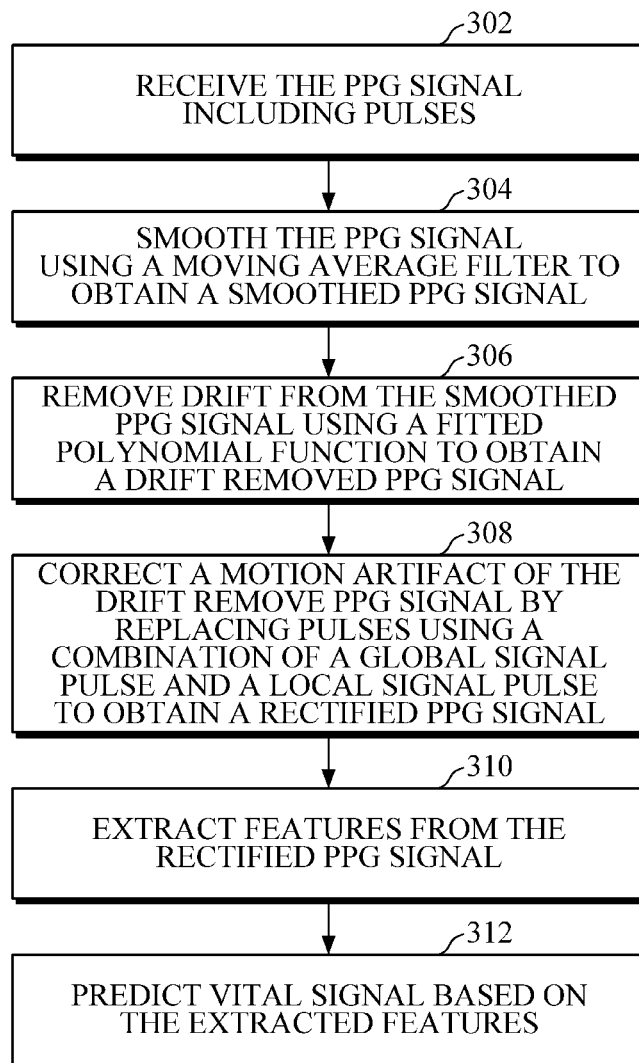 302
RECEIVE THE PPG SIGNAL
INCLUDING PULSES
304
SMOOTH THE PPG SIGNAL
USING A MOVING AVERAGE FILTER TO
OBTAIN A SMOOTHED PPG SIGNAL
306
REMOVE DRIFT FROM THE SMOOTHED
PPG SIGNAL USING A FITTED
POLYNOMIAL FUNCTION TO OBTAIN
A DRIFT REMOVED PPG SIGNAL
308
CORRECT A MOTION ARTIFACT OF THE
DRIFT REMOVE PPG SIGNAL BY
REPLACING PULSES USING A
COMBINATION OF A GLOBAL SIGNAL
PULSE AND A LOCAL SIGNAL PULSE
TO OBTAIN A RECTIFIED PPG SIGNAL
310
EXTRACT FEATURES FROM THE
RECTIFIED PPG SIGNAL
312
PREDICT VITAL SIGNAL BASED ON
THE EXTRACTED FEATURES